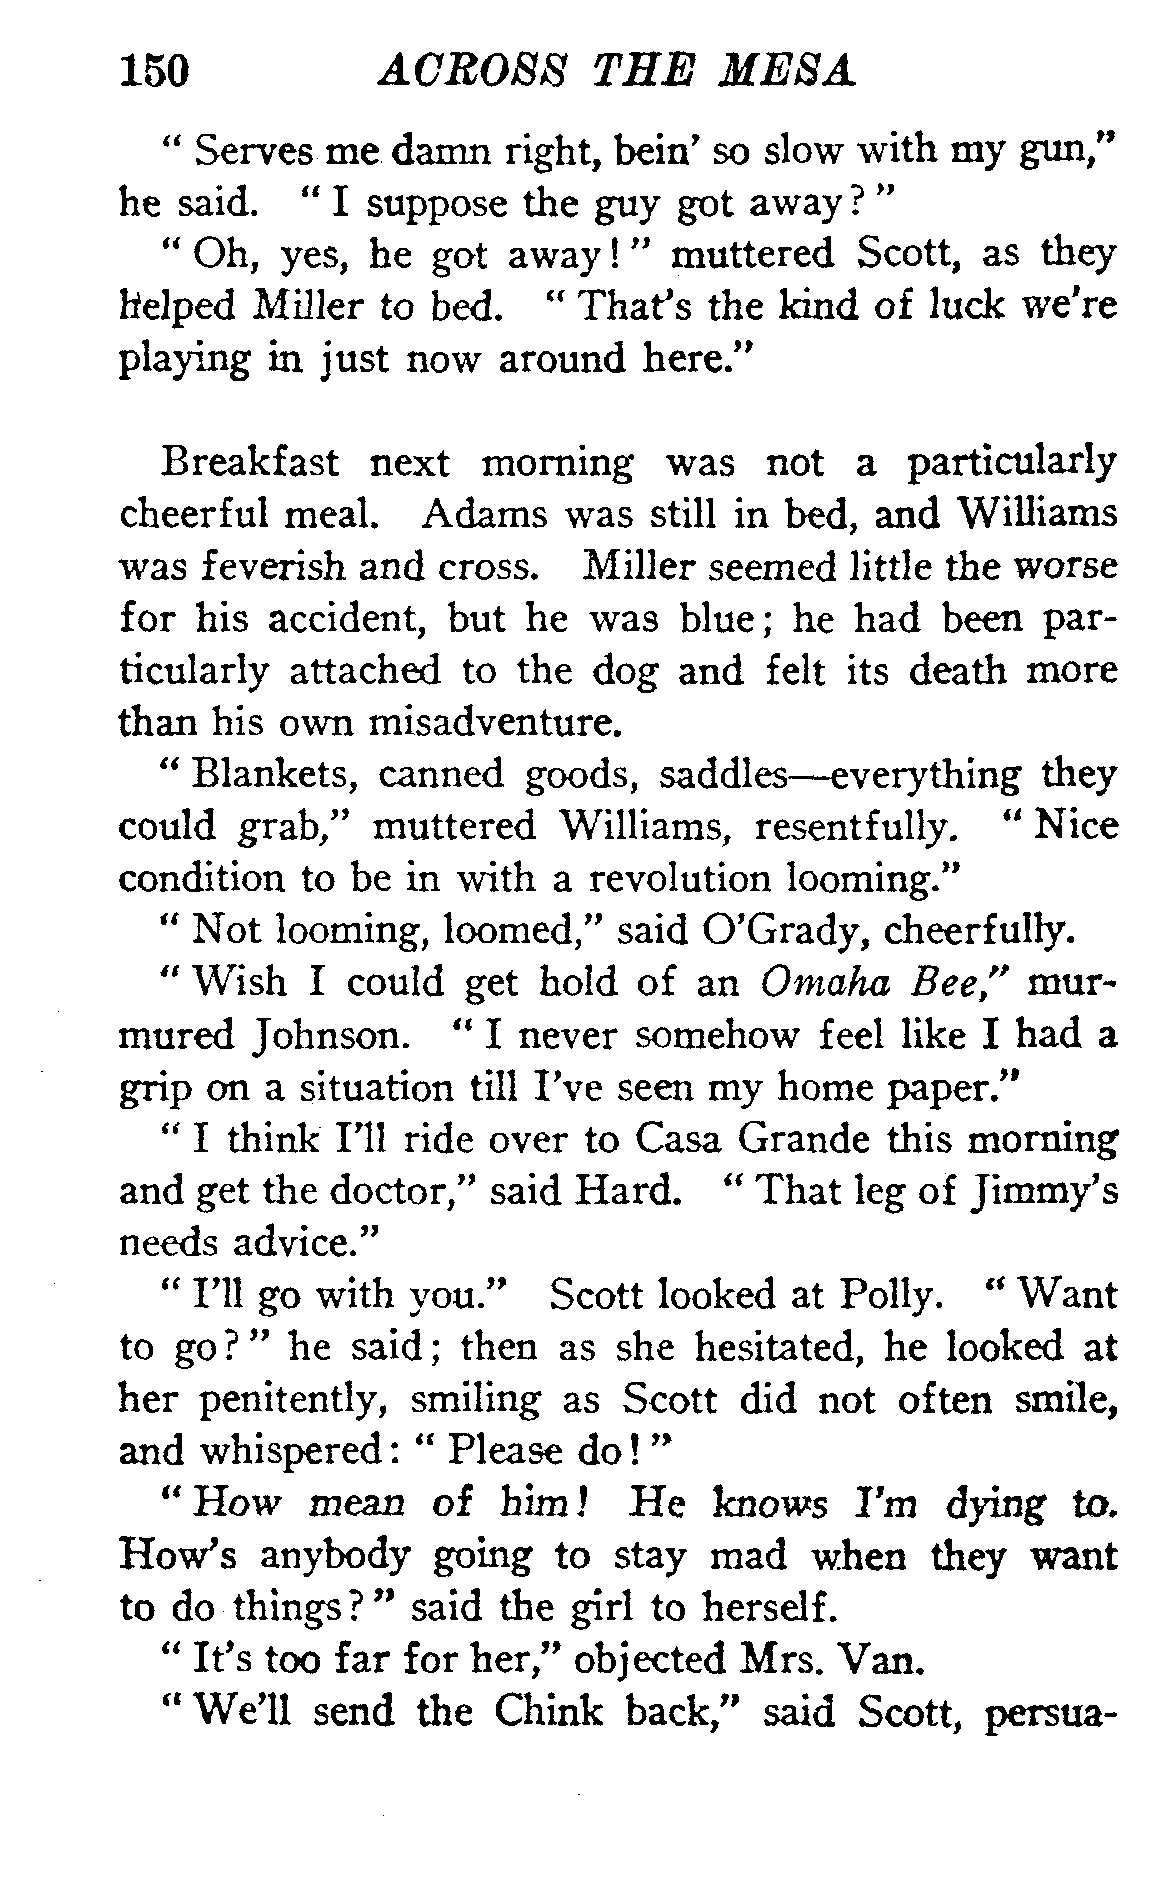 150 ACROSS THE MESA
" Serves me damn right, bein' so slow with my gun,"
he said. " I suppose the guy got away? "
" Oh, yes, he got away! " muttered Scott, as they
helped Miller to bed. " That's the kind of luck we're
playing in just now around here."
Breakfast next morning was not a particularly
cheerful meal. Adams was still in bed, and Williams
was feverish and cross. Miller seemed little the worse
for his accident, but he was blue; he had been par-
ticularly attached to the dog and felt its death more
than his own misadventure.
" Blankets, canned goods, saddles—everything they
could grab," muttered Williams, resentfully. " Nice
condition to be in with a revolution looming."
" Not looming, loomed," said O'Grady, cheerfully.
" Wish I could get hold of an Omaha Bee," mur-
mured Johnson. " I never somehow feel like I had a
grip on a situation till I've seen my home paper."
" I think I'll ride over to Casa Grande this morning
and get the doctor," said Hard. " That leg of Jimmy's
needs advice."
" I'll go with you." Scott looked at Polly. " Want
to go? " he said; then as she hesitated, he looked at
her penitently, smiling as Scott did not often smile,
and whispered: " Please do! "
" How mean of him! He knows I'm dying to.
How's anybody going to stay mad when they want
to do things? " said the girl to herself.
" It's too far for her," objected Mrs. Van.
" We'll send the Chink back," said Scott, persua-